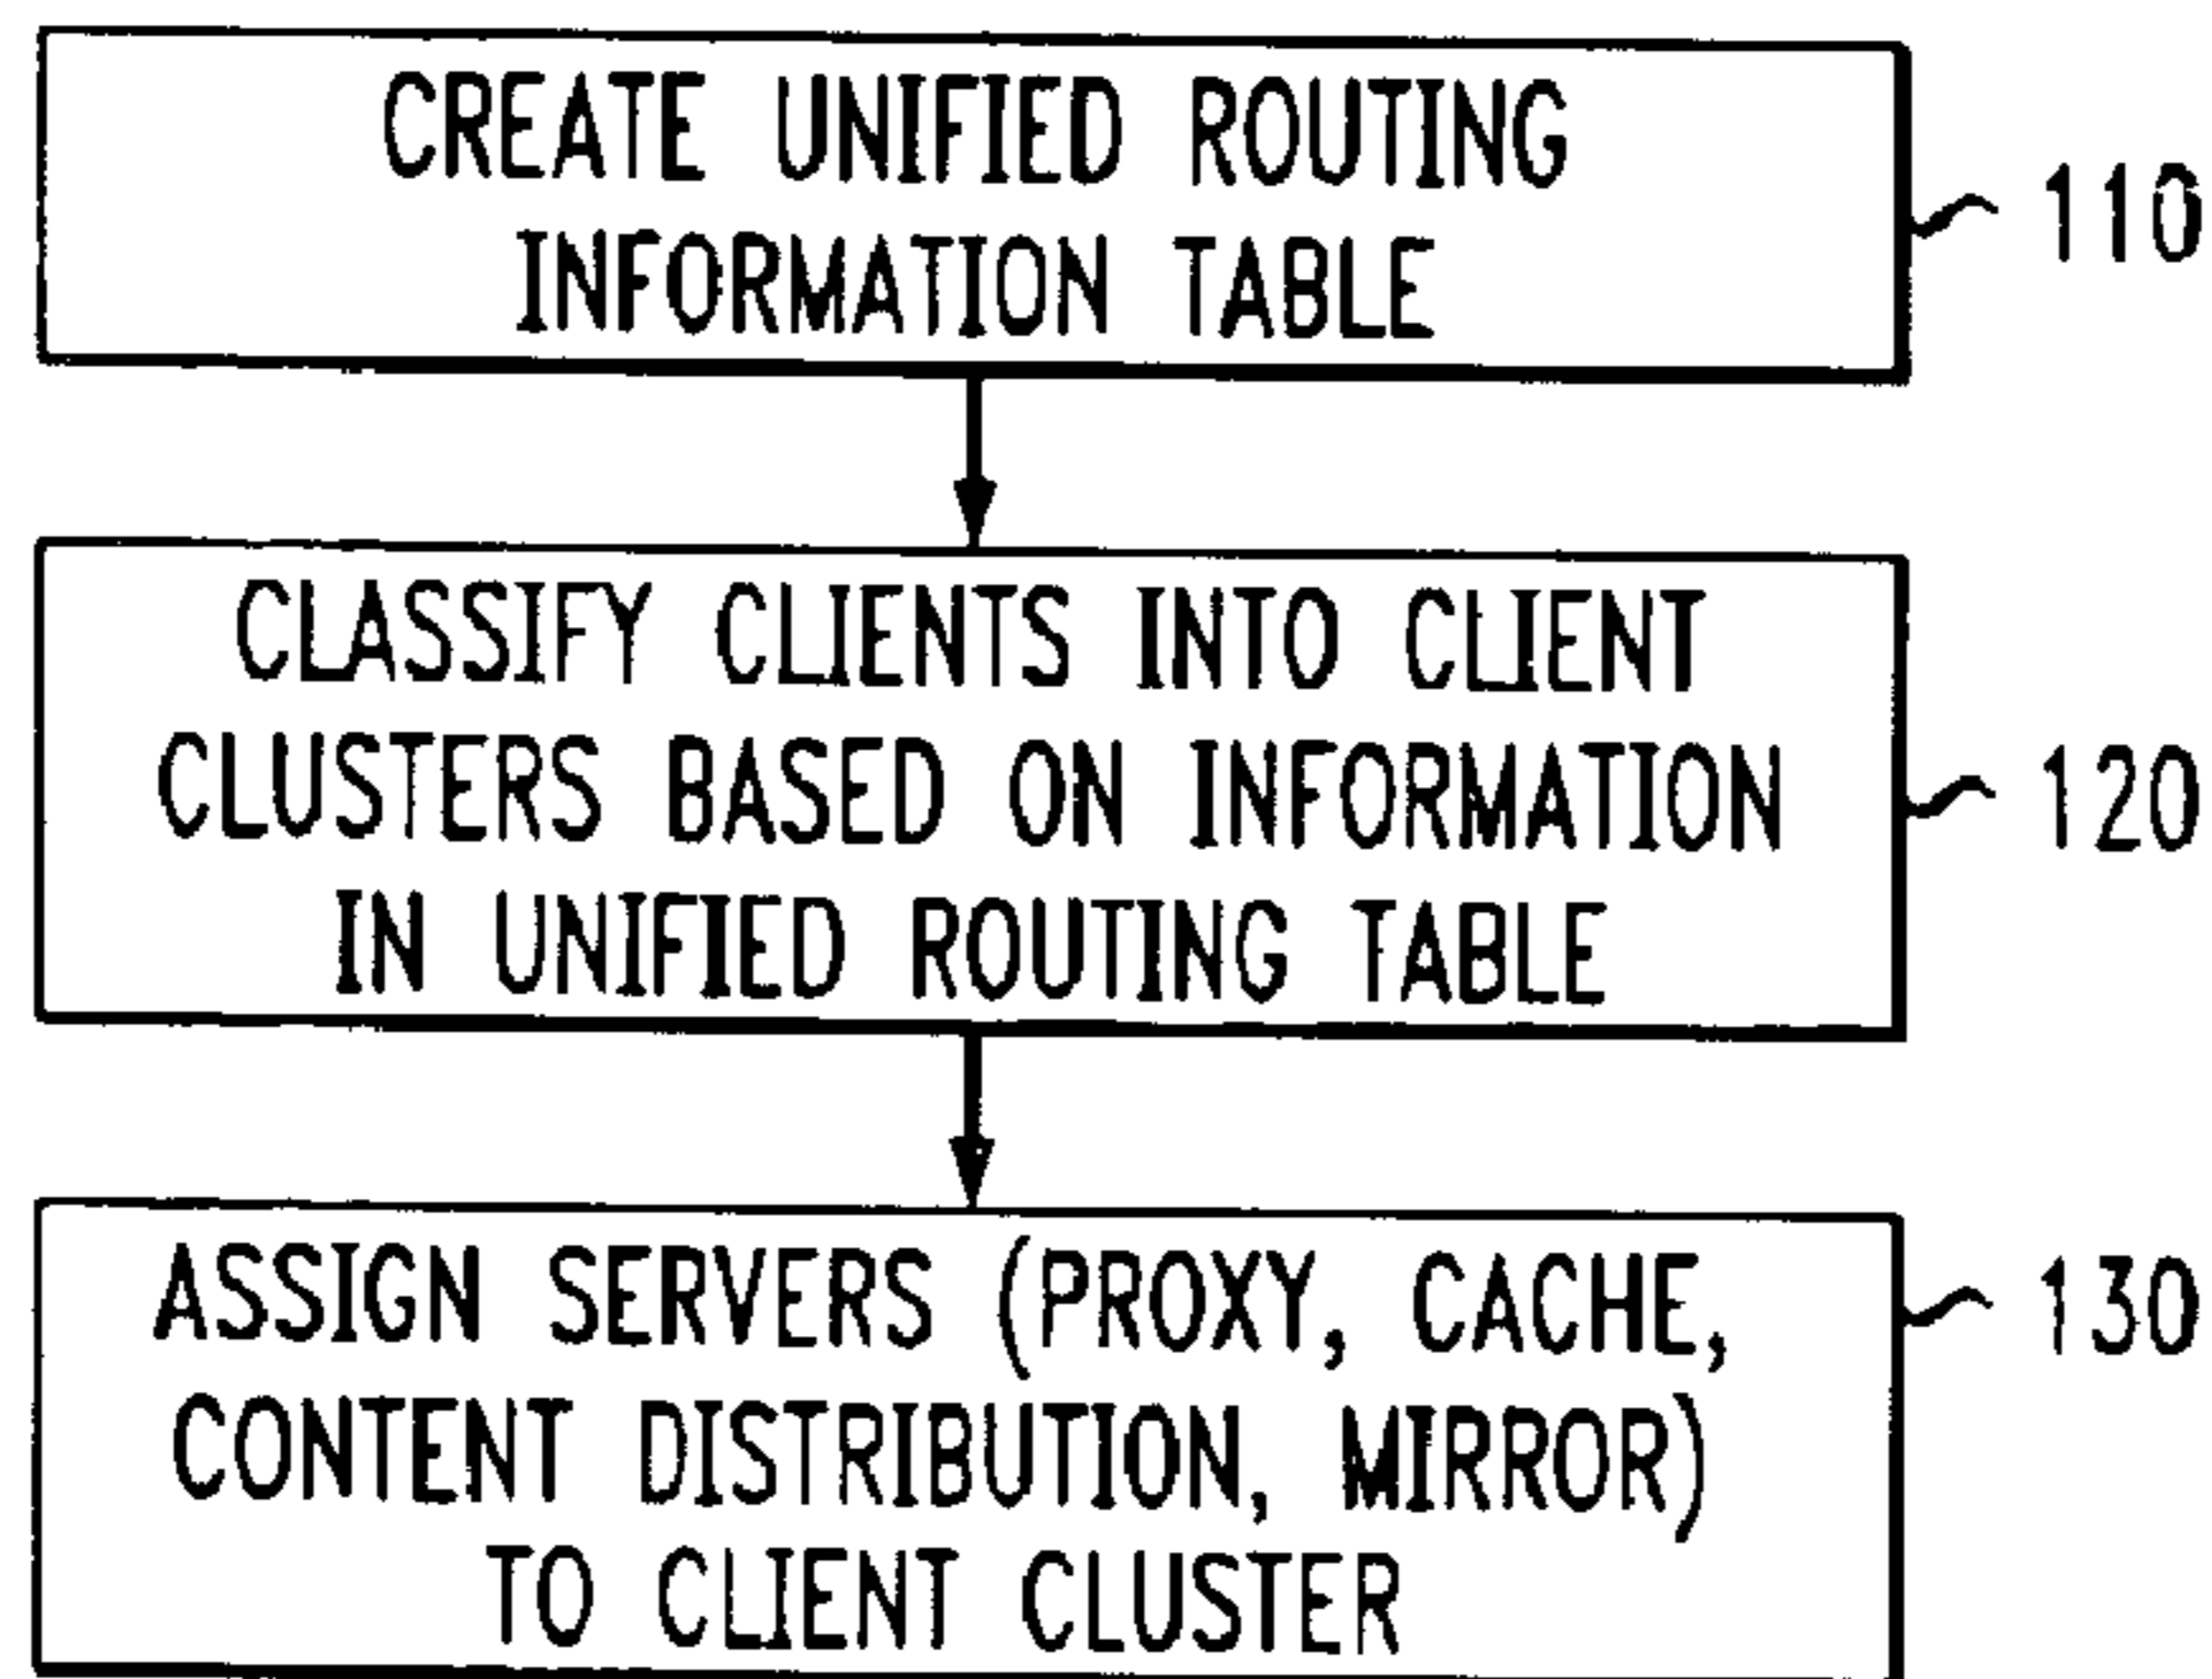 CREATE UNIFIED ROUTING
INFORMATION TABLE
110
CLASSIFY CLIENTS INTO CLIENT
CLUSTERS BASED ON INFORMATION
IN UNIFIED ROUTING TABLE
120
ASSIGN SERVERS (PROXY, CACHE,
CONTENT DISTRIBUTION, MIRROR)
TO CLIENT CLUSTER
130